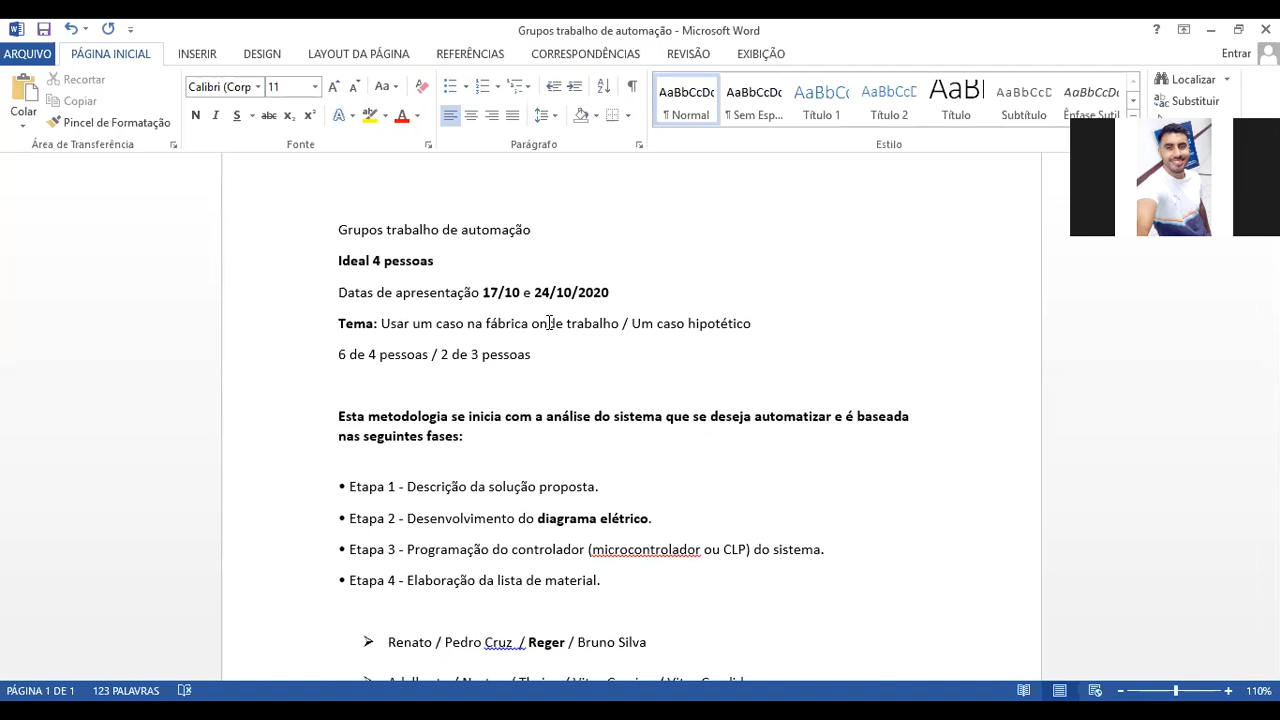 Grupos trabalho de automação - Microsoft Word
ARQUIVO PÁGINA INICIAL INSERIR DESIGN LAYOUT DA PÁGINA REFERÊNCIAS CORRESPONDÊNCIAS REVISÃO EXIBIÇÃO Entrar
Colar
Recortar
Copiar
Pincel de Formatação
Área de Transferência
Calibri (Corp 11
Aa
N I S abc x₂ x² A A
Fonte
Parágrafo
AaBbCcDc AaBbCcDc AaBbCc AaBbCcE AaBl AaBbCcD AaBbCcDc
¶ Normal ¶ Sem Esp... Título 1 Título 2 Título Subtítulo Ênfase Sutil
Estilo
Localizar
Substituir
Grupos trabalho de automação
Ideal 4 pessoas
Datas de apresentação 17/10 e 24/10/2020
Tema: Usar um caso na fábrica onde trabalho / Um caso hipotético
6 de 4 pessoas / 2 de 3 pessoas
Esta metodologia se inicia com a análise do sistema que se deseja automatizar e é baseada
nas seguintes fases:
• Etapa 1 - Descrição da solução proposta.
• Etapa 2 - Desenvolvimento do diagrama elétrico.
• Etapa 3 - Programação do controlador (microcontrolador ou CLP) do sistema.
• Etapa 4 - Elaboração da lista de material.
➢ Renato / Pedro Cruz / Reger / Bruno Silva
PÁGINA 1 DE 1 123 PALAVRAS 110%